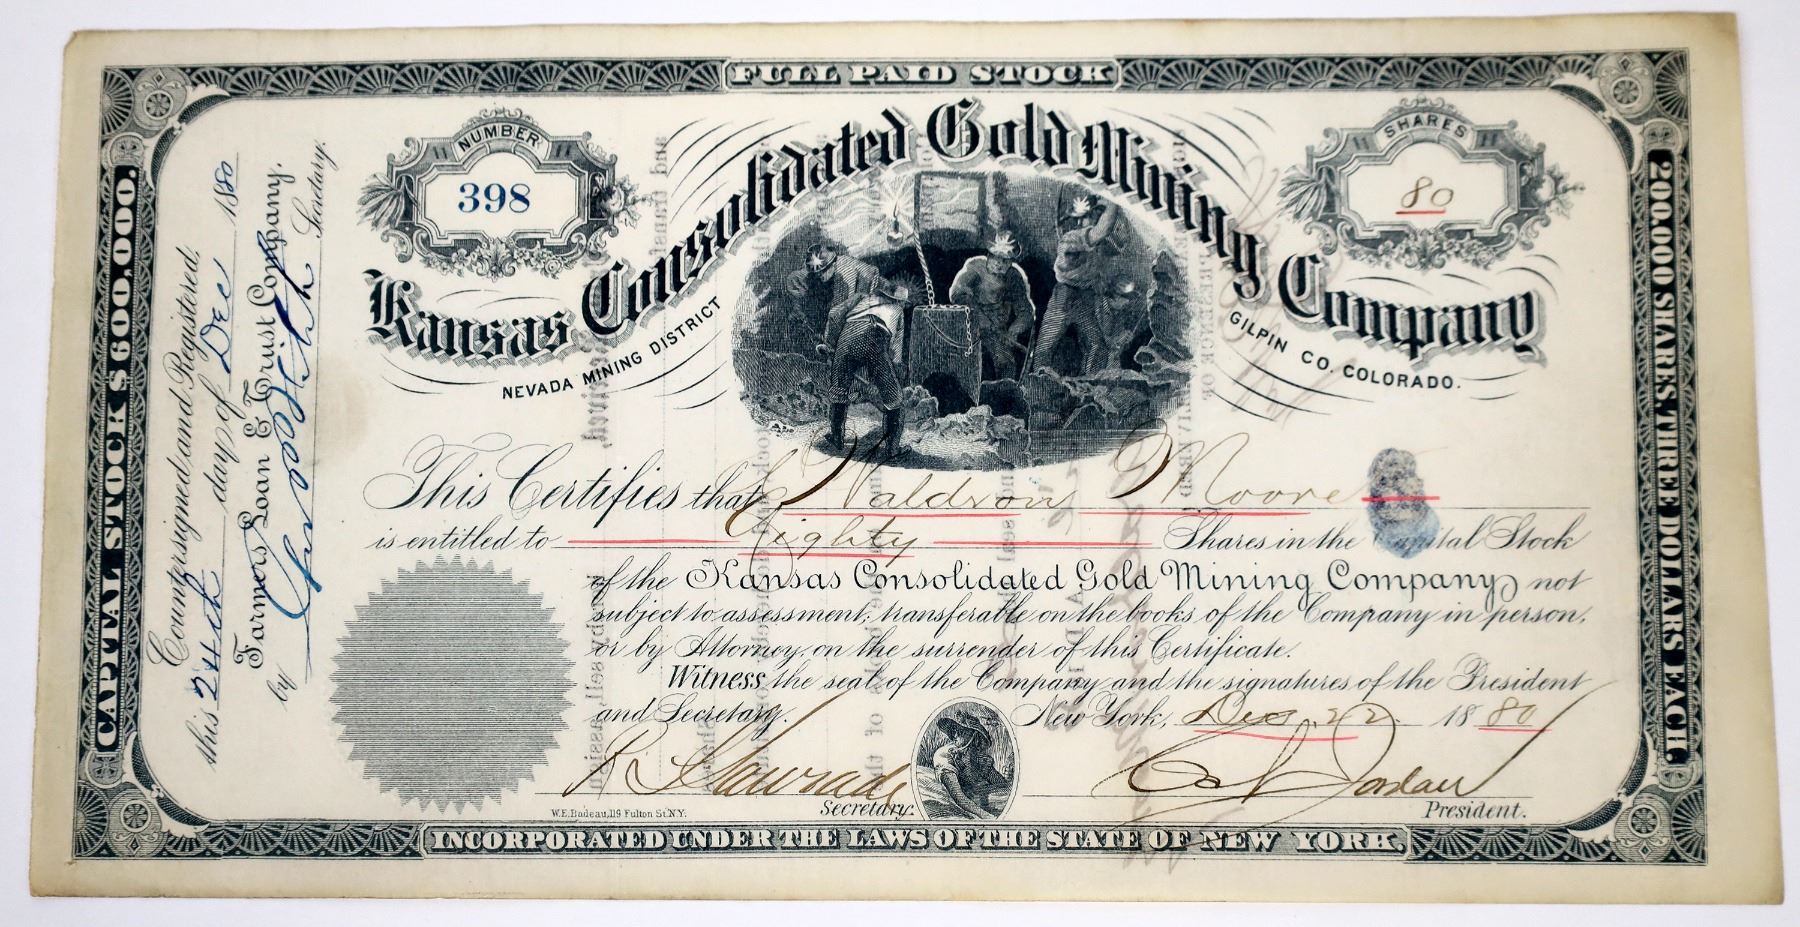 FULL PAID STOCK
CAPITAL STOCK $600,000.
200,000 SHARES, THREE DOLLARS EACH.
NUMBER
398
SHARES
80
Kansas Consolidated Gold Mining Company
NEVADA MINING DISTRICT
GILPIN CO. COLORADO.
Countersigned and Registered,
this 24th day of Dec 1880
Farmers Loan & Trust Company,
by Secretary.
This Certifies that Waldron Moore
is entitled to Eighty Shares in the Capital Stock
of the Kansas Consolidated Gold Mining Company not
subject to assessment; transferable on the books of the Company in person,
or by Attorney, on the surrender of this Certificate.
Witness the seal of the Company and the signatures of the President
and Secretary. New York, Dec 22 1880
Jordan
Secretary. President.
W.E. Badeau, 119 Fulton St. N.Y.
INCORPORATED UNDER THE LAWS OF THE STATE OF NEW YORK.